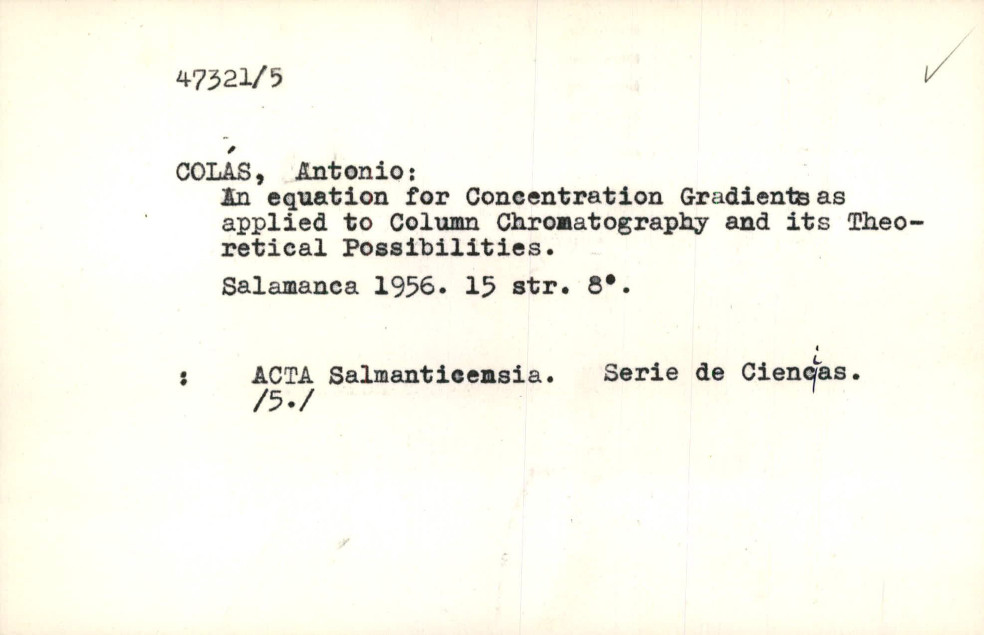 47321/5
COLÁS, Antonio:
An equation for Concentration Gradients as
applied to Column Chromatography and its Theo-
retical Possibilities.
Salamanca 1956. 15 str. 8°.
: ACTA Salmanticensia. Serie de Ciencias.
/5./